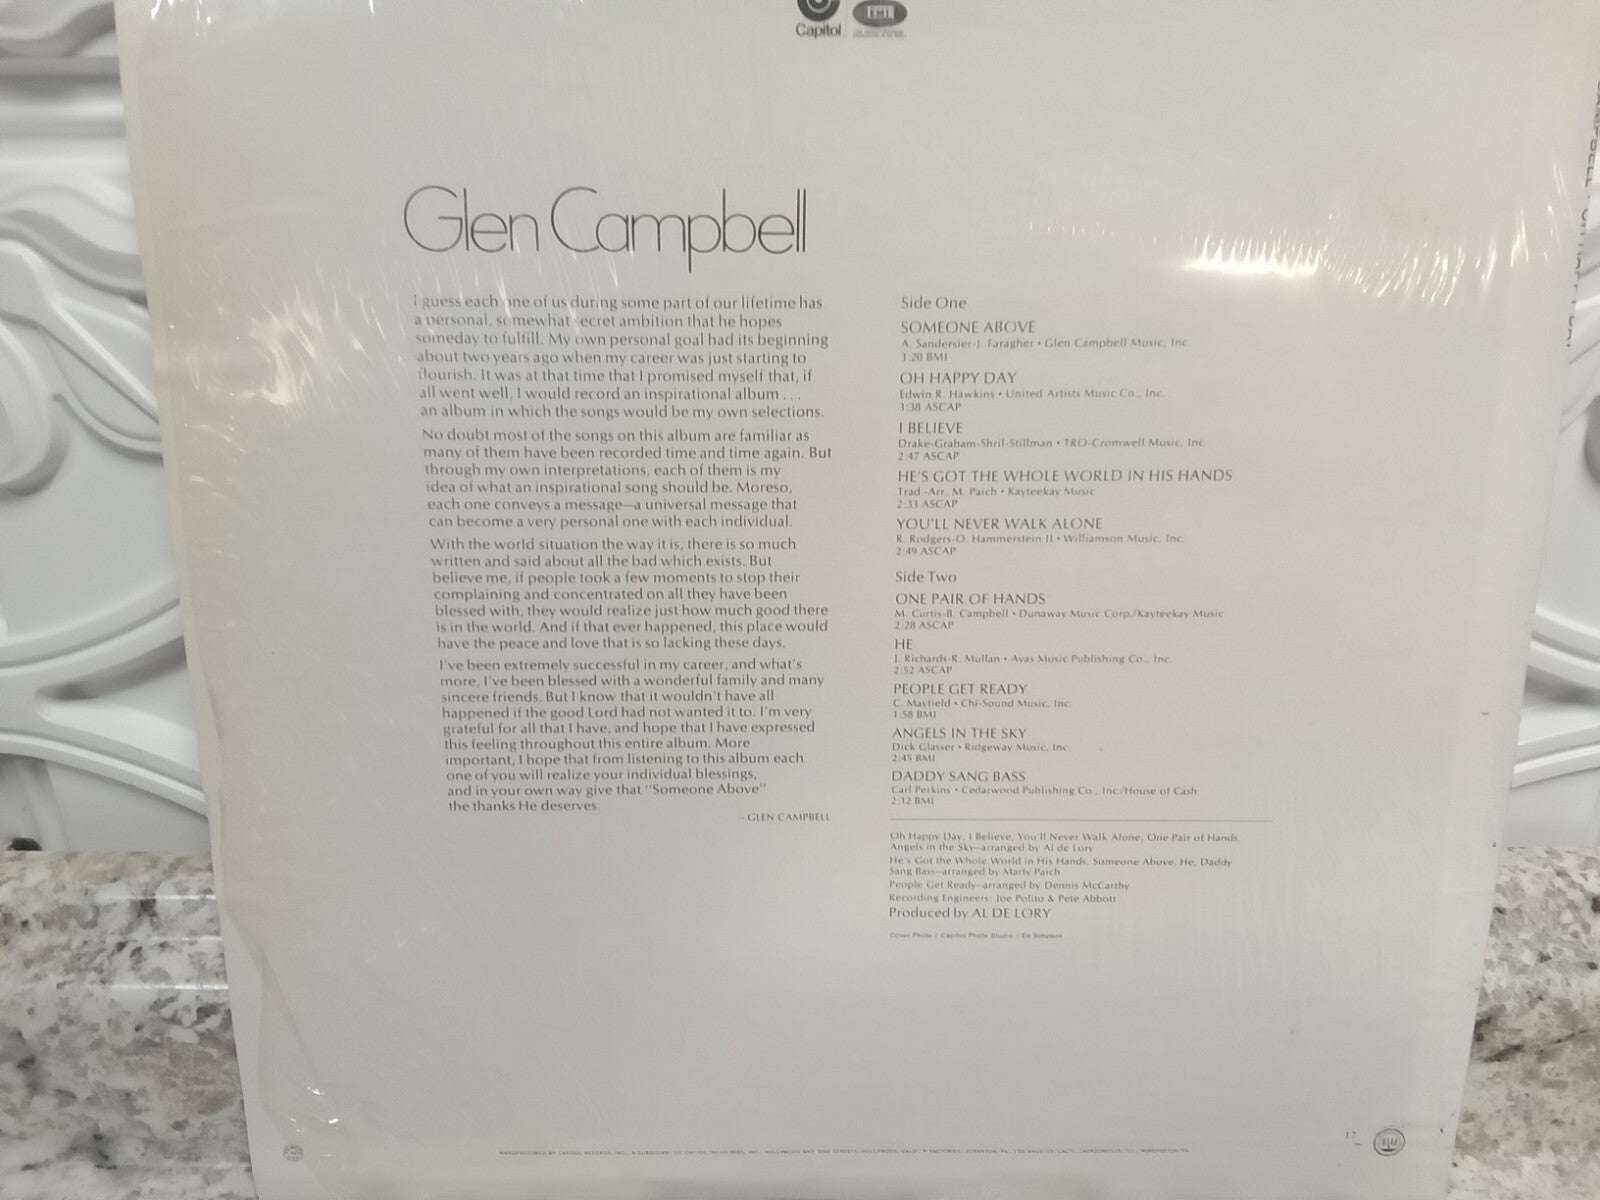 Capitol
EMI
Glen Campbell
I guess each one of us during some part of our lifetime has
a personal, somewhat secret ambition that he hopes
someday to fulfill. My own personal goal had its beginning
about two years ago when my career was just starting to
flourish. It was at that time that I promised myself that, if
all went well, I would record an inspirational album . . .
an album in which the songs would be my own selections.
No doubt most of the songs on this album are familiar as
many of them have been recorded time and time again. But
through my own interpretations, each of them is my
idea of what an inspirational song should be. Moreso,
each one conveys a message—a universal message that
can become a very personal one with each individual.
With the world situation the way it is, there is so much
written and said about all the bad which exists. But
believe me, if people took a few moments to stop their
complaining and concentrated on all they have been
blessed with, they would realize just how much good there
is in the world. And if that ever happened, this place would
have the peace and love that is so lacking these days.
I've been extremely successful in my career, and what's
more, I've been blessed with a wonderful family and many
sincere friends. But I know that it wouldn't have all
happened if the good Lord had not wanted it to. I'm very
grateful for all that I have, and hope that I have expressed
this feeling throughout this entire album. More
important, I hope that from listening to this album each
one of you will realize your individual blessings,
and in your own way give that "Someone Above"
the thanks He deserves.
— GLEN CAMPBELL
Side One
SOMEONE ABOVE
A. Sandersier-J. Faragher • Glen Campbell Music, Inc.
3:20 BMI
OH HAPPY DAY
Edwin R. Hawkins • United Artists Music Co., Inc.
3:38 ASCAP
I BELIEVE
Drake-Graham-Shril-Stillman • TRO-Cromwell Music, Inc.
2:47 ASCAP
HE'S GOT THE WHOLE WORLD IN HIS HANDS
Trad.-Arr. M. Paich • Kayteekay Music
2:33 ASCAP
YOU'LL NEVER WALK ALONE
R. Rodgers-O. Hammerstein II • Williamson Music, Inc.
2:49 ASCAP
Side Two
ONE PAIR OF HANDS
M. Curtis-B. Campbell • Dunaway Music Corp./Kayteekay Music
2:28 ASCAP
HE
J. Richards-R. Mullan • Avas Music Publishing Co., Inc.
2:52 ASCAP
PEOPLE GET READY
C. Mayfield • Chi-Sound Music, Inc.
1:58 BMI
ANGELS IN THE SKY
Dick Glasser • Ridgeway Music, Inc.
2:45 BMI
DADDY SANG BASS
Carl Perkins • Cedarwood Publishing Co., Inc./House of Cash
2:12 BMI
Oh Happy Day, I Believe, You'll Never Walk Alone, One Pair of Hands,
Angels in the Sky—arranged by Al de Lory
He's Got the Whole World in His Hands, Someone Above, He, Daddy
Sang Bass—arranged by Marty Paich
People Get Ready—arranged by Dennis McCarthy
Recording Engineers: Joe Polito & Pete Abbott
Produced by AL DE LORY
Cover Photo / Capitol Photo Studio / Ed Simpson
12
RIAA
CAMPBELL • OH HAPPY DAY